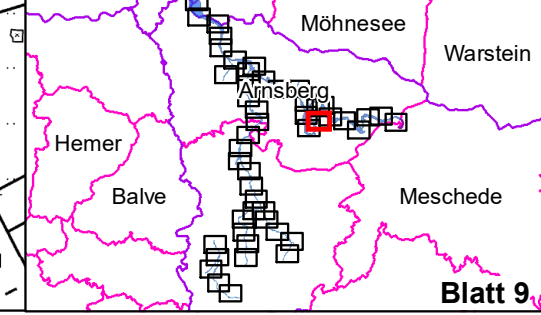 Möhnesee
Warstein
Arnsberg
Hemer
Balve
Meschede
Blatt 9